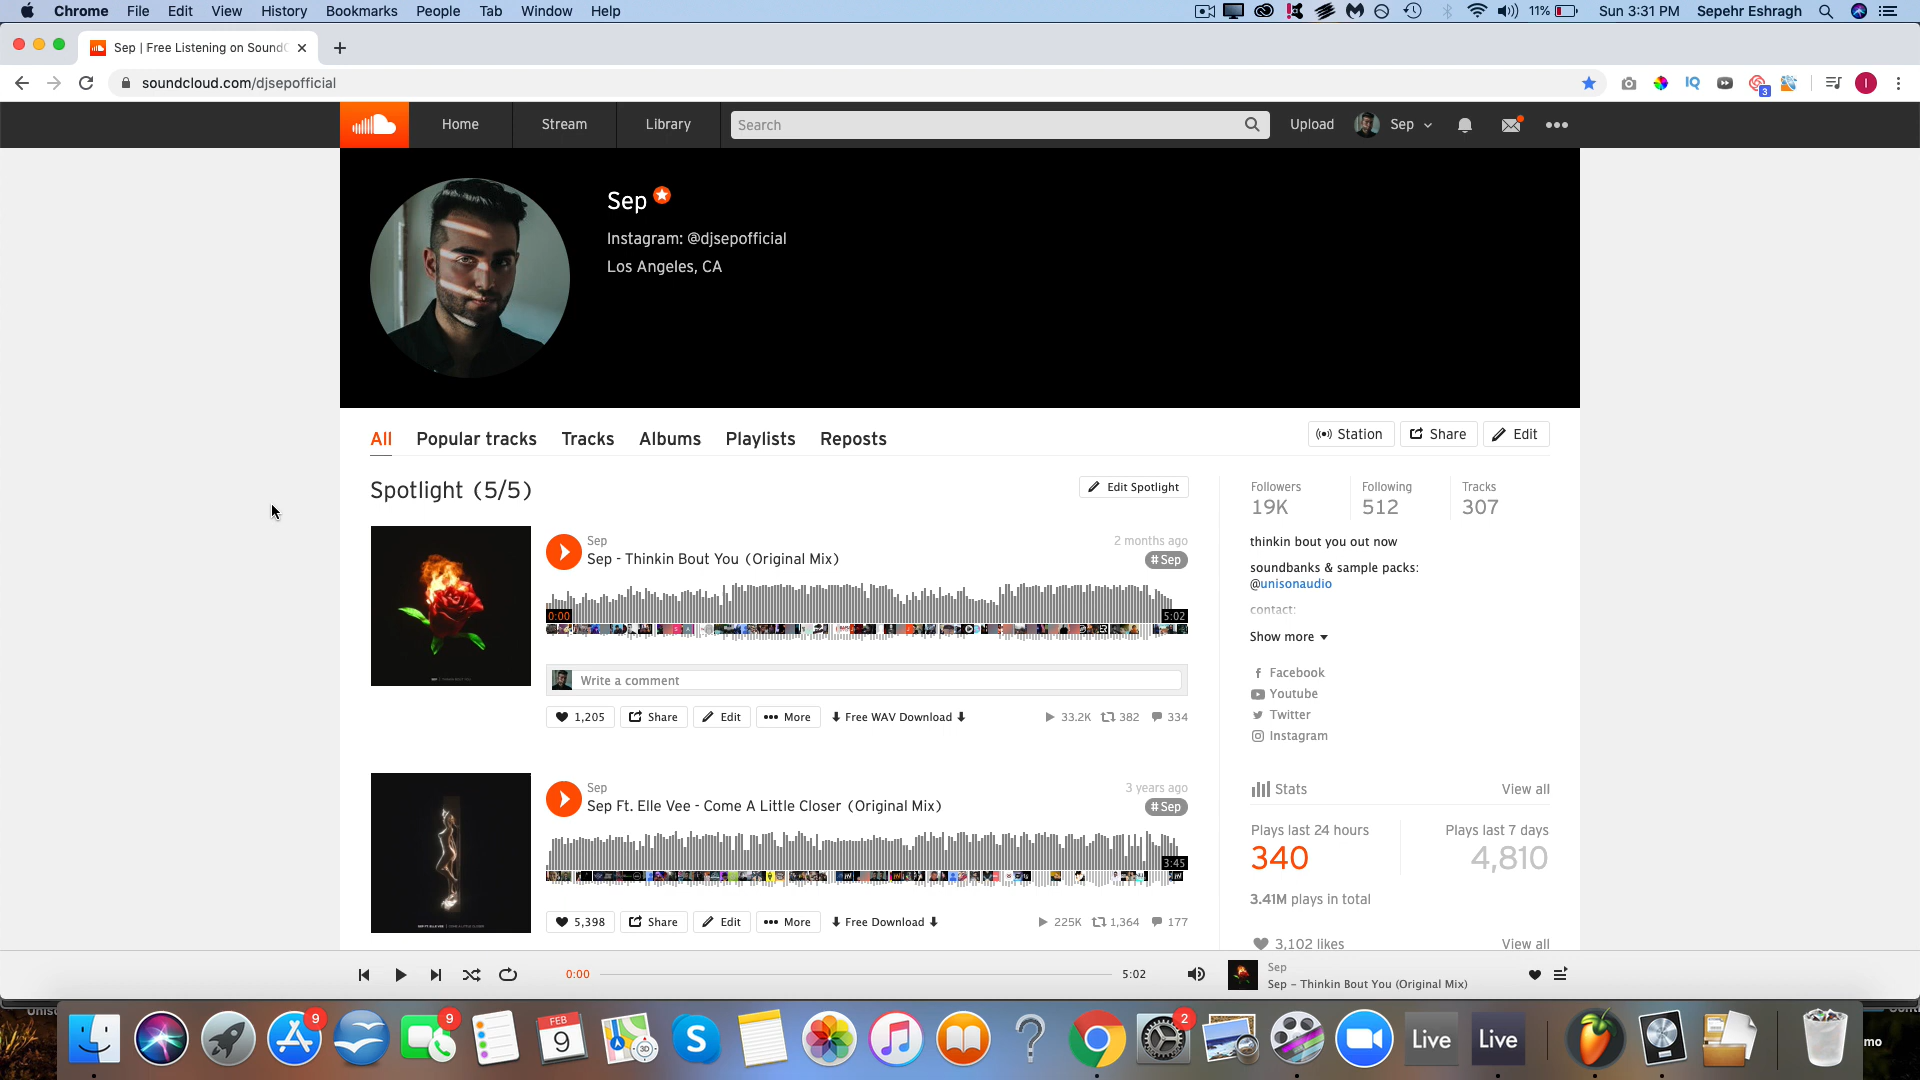 Chrome File Edit View History Bookmarks People Tab Window Help
11% Sun 3:31 PM Sepehr Eshragh
Sep | Free Listening on Sound
soundcloud.com/djsepofficial
IQ 3 I
Home Stream Library Search Upload Sep
Sep
Instagram: @djsepofficial
Los Angeles, CA
All Popular tracks Tracks Albums Playlists Reposts
Station Share Edit
Spotlight (5/5)
Edit Spotlight
Sep
Sep - Thinkin Bout You (Original Mix)
2 months ago
#Sep
0:00 5:02
Write a comment
1,205 Share Edit More ⬇ Free WAV Download ⬇ 33.2K 382 334
Sep
Sep Ft. Elle Vee - Come A Little Closer (Original Mix)
3 years ago
#Sep
3:45
5,398 Share Edit More ⬇ Free Download ⬇ 225K 1,364 177
Followers Following Tracks
19K 512 307
thinkin bout you out now
soundbanks & sample packs:
@unisonaudio
contact:
Show more
Facebook
Youtube
Twitter
Instagram
Stats View all
Plays last 24 hours Plays last 7 days
340 4,810
3.41M plays in total
3,102 likes View all
0:00 5:02
Sep
Sep – Thinkin Bout You (Original Mix)
9 9 FEB 9 3D 2 Live Live